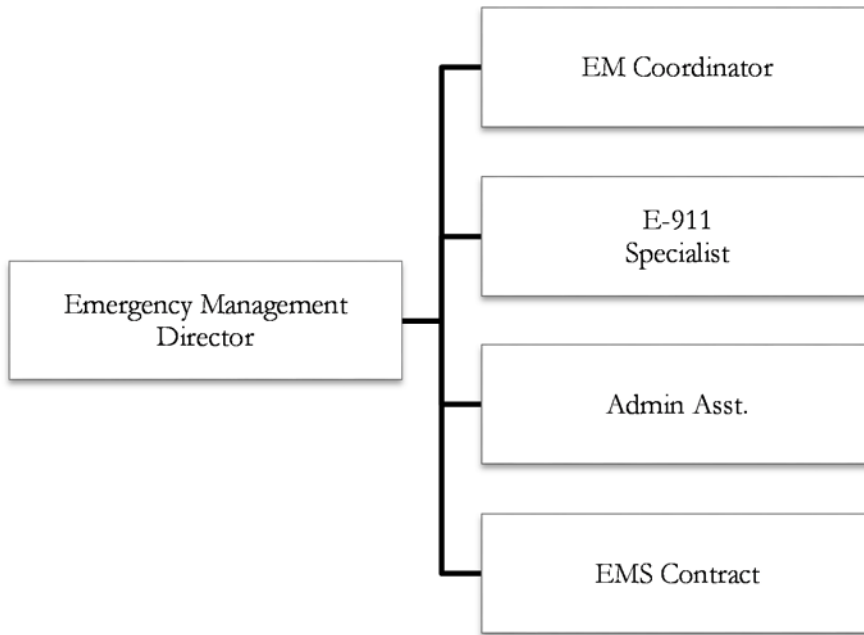 EM Coordinator
E-911
Specialist
Emergency Management
Director
Admin Asst.
EMS Contract